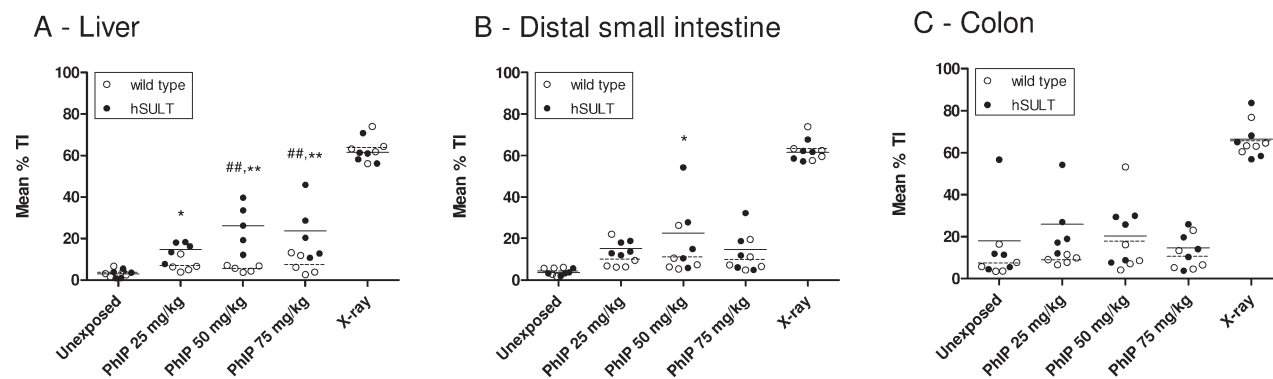 A - Liver
100
80
60
40
20
0
Mean % TI
wild type
hSULT
*
##,**
##,**
Unexposed
PhIP 25 mg/kg
PhIP 50 mg/kg
PhIP 75 mg/kg
X-ray
B - Distal small intestine
100
80
60
40
20
0
Mean % TI
wild type
hSULT
*
Unexposed
PhIP 25 mg/kg
PhIP 50 mg/kg
PhIP 75 mg/kg
X-ray
C - Colon
100
80
60
40
20
0
Mean % TI
wild type
hSULT
Unexposed
PhIP 25 mg/kg
PhIP 50 mg/kg
PhIP 75 mg/kg
X-ray